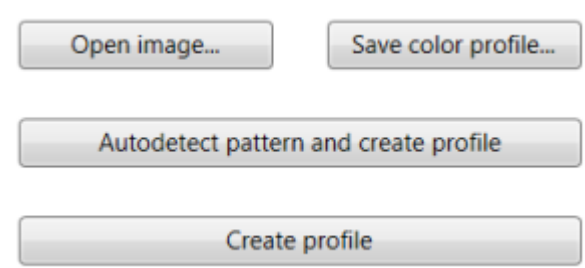 Open image...
Save color profile...
Autodetect pattern and create profile
Create profile